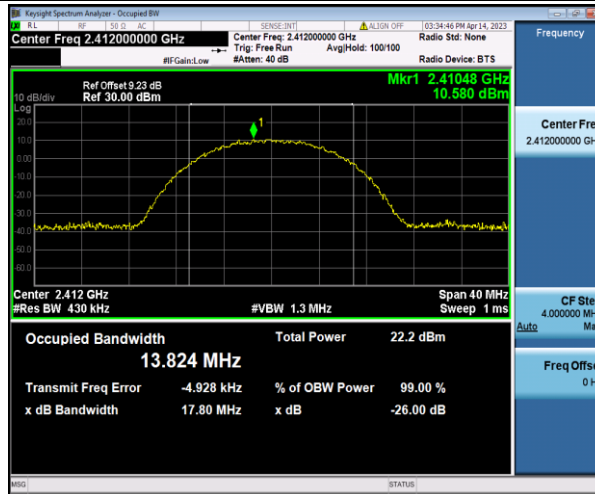 Keysight Spectrum Analyzer - Occupied BW
RL RF 50 Ω AC SENSE:INT ALIGN OFF 03:34:46 PM Apr 14, 2023
Center Freq 2.412000000 GHz
Center Freq: 2.412000000 GHz
Radio Std: None
Trig: Free Run Avg|Hold: 100/100
#IFGain:Low #Atten: 40 dB Radio Device: BTS
Frequency
Ref Offset 9.23 dB
Mkr1 2.41048 GHz
10 dB/div Ref 30.00 dBm 10.580 dBm
Log
20.0
10.0
0.00
-10.0
-20.0
-30.0
-40.0
-50.0
-60.0
1
Center 2.412 GHz Span 40 MHz
#Res BW 430 kHz #VBW 1.3 MHz Sweep 1 ms
Occupied Bandwidth Total Power 22.2 dBm
13.824 MHz
Transmit Freq Error -4.928 kHz % of OBW Power 99.00 %
x dB Bandwidth 17.80 MHz x dB -26.00 dB
Center Fre
2.412000000 GH
CF Ste
4.000000 MH
Auto Ma
Freq Offse
0 H
MSG STATUS